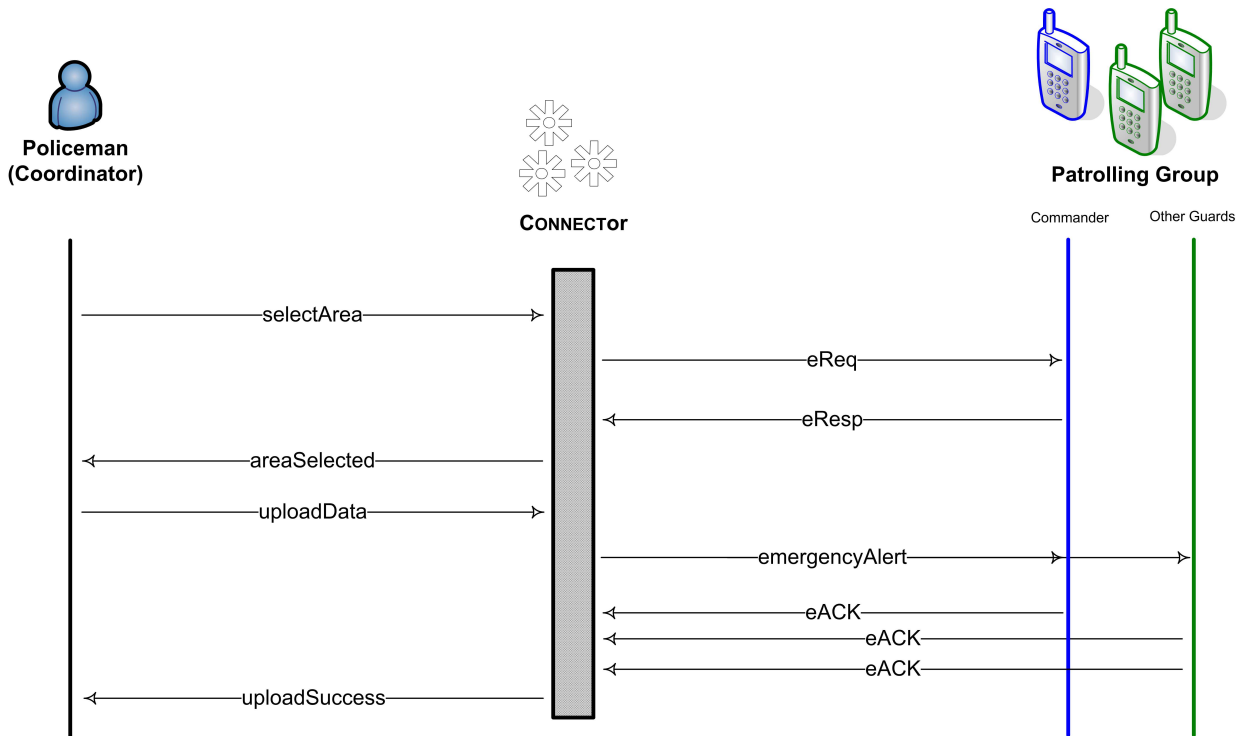 Policeman
(Coordinator)
CONNECTor
Patrolling Group
Commander
Other Guards
selectArea
eReq
eResp
areaSelected
uploadData
emergencyAlert
eACK
eACK
eACK
uploadSuccess